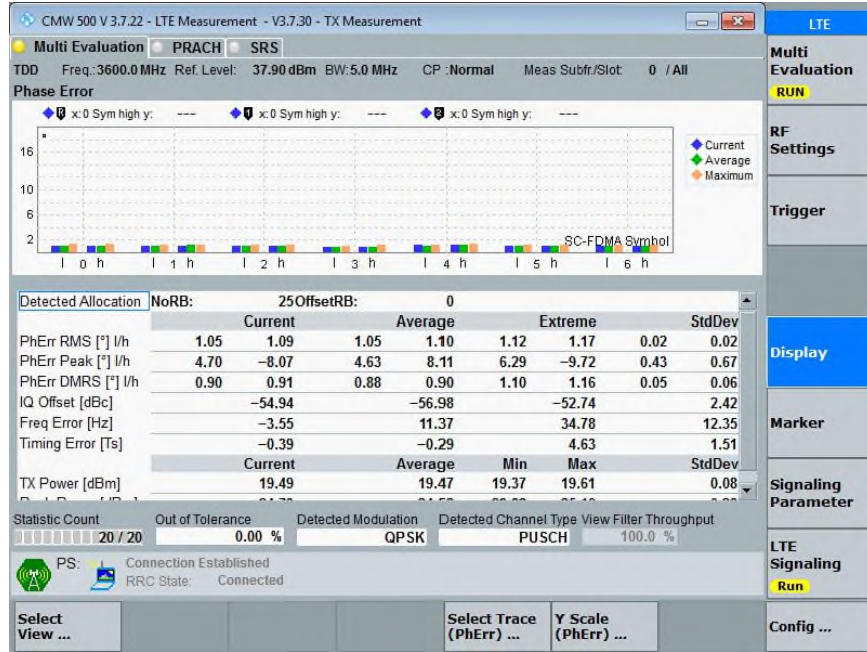 CMW 500 V 3.7.22 - LTE Measurement - V3.7.30 - TX Measurement
LTE
Multi Evaluation PRACH SRS
TDD Freq.: 3600.0 MHz Ref. Level: 37.90 dBm BW: 5.0 MHz CP : Normal Meas Subfr./Slot: 0 / All
Phase Error
x: 0 Sym high y: --- x: 0 Sym high y: --- x: 0 Sym high y: ---
16
10
6
2
Current
Average
Maximum
SC-FDMA Symbol
l 0 h l 1 h l 2 h l 3 h l 4 h l 5 h l 6 h
Detected Allocation NoRB: 25 OffsetRB: 0
Current Average Extreme StdDev
PhErr RMS [°] l/h 1.05 1.09 1.05 1.10 1.12 1.17 0.02 0.02
PhErr Peak [°] l/h 4.70 −8.07 4.63 8.11 6.29 −9.72 0.43 0.67
PhErr DMRS [°] l/h 0.90 0.91 0.88 0.90 1.10 1.16 0.05 0.06
IQ Offset [dBc] −54.94 −56.98 −52.74 2.42
Freq Error [Hz] −3.55 11.37 34.78 12.35
Timing Error [Ts] −0.39 −0.29 4.63 1.51
Current Average Min Max StdDev
TX Power [dBm] 19.49 19.47 19.37 19.61 0.08
Statistic Count Out of Tolerance Detected Modulation Detected Channel Type View Filter Throughput
20 / 20 0.00 % QPSK PUSCH 100.0 %
PS: Connection Established
RRC State: Connected
Select
View ...
Select Trace
(PhErr) ...
Y Scale
(PhErr) ...
Multi
Evaluation
RUN
RF
Settings
Trigger
Display
Marker
Signaling
Parameter
LTE
Signaling
Run
Config ...